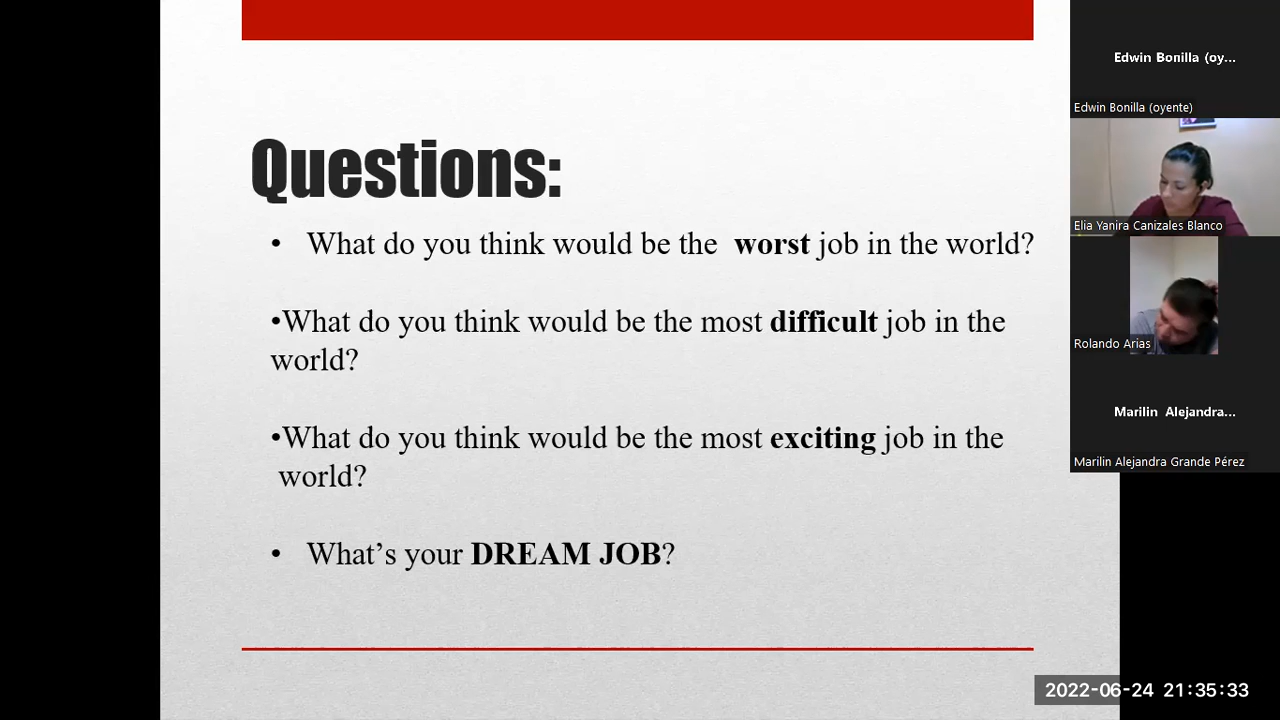 Questions:
• What do you think would be the worst job in the world?
•What do you think would be the most difficult job in the
world?
•What do you think would be the most exciting job in the
world?
• What’s your DREAM JOB?
Edwin Bonilla (oy...
Edwin Bonilla (oyente)
Elia Yanira Canizales Blanco
Rolando Arias
Marilin Alejandra...
Marilin Alejandra Grande Pérez
2022-06-24 21:35:33